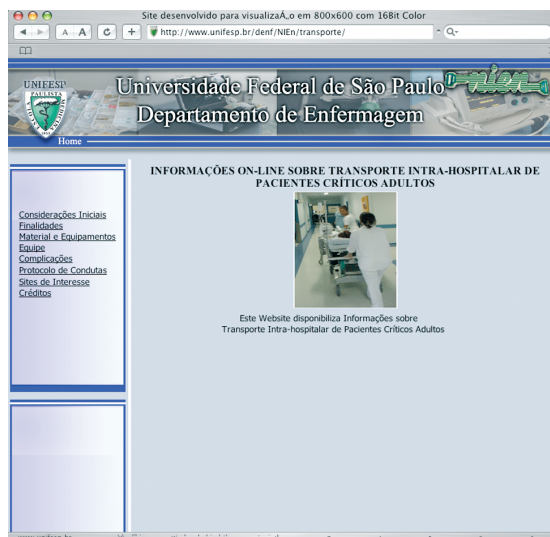 Site desenvolvido para visualizaÁ„o em 800x600 com 16Bit Color
A A
http://www.unifesp.br/denf/NIEn/transporte/
Q-
UNIFESP
PAULISTA
Universidade Federal de São Paulo
nien
Departamento de Enfermagem
Home
INFORMAÇÕES ON-LINE SOBRE TRANSPORTE INTRA-HOSPITALAR DE
PACIENTES CRÍTICOS ADULTOS
Considerações Iniciais
Finalidades
Material e Equipamentos
Equipe
Complicações
Protocolo de Condutas
Sites de Interesse
Créditos
Este Website disponibiliza Informações sobre
Transporte Intra-hospitalar de Pacientes Críticos Adultos